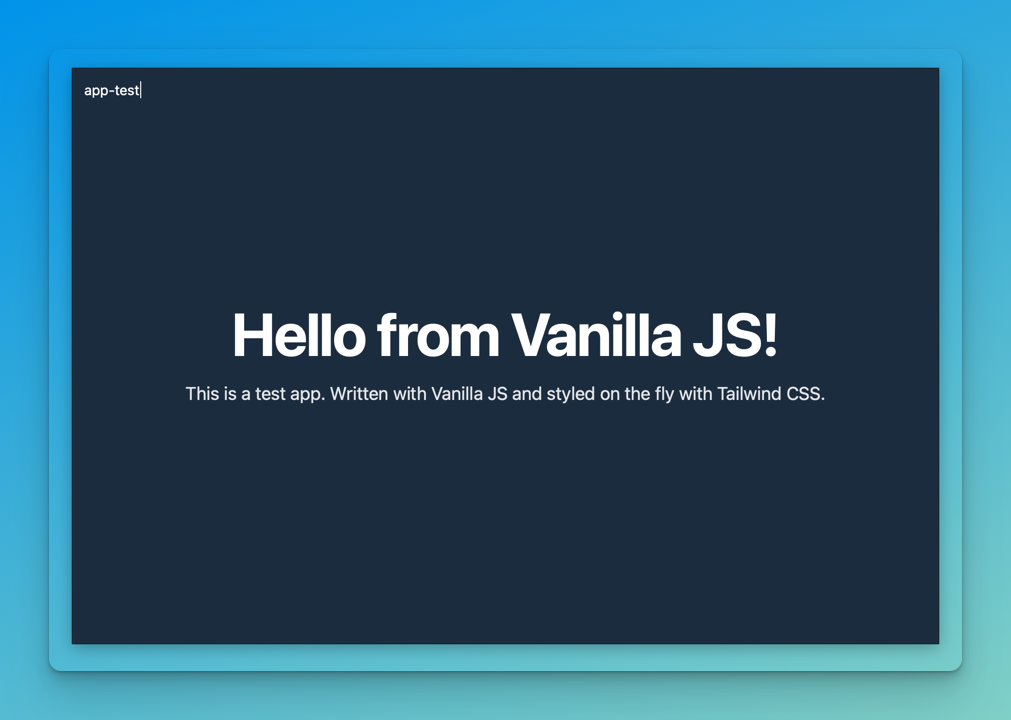 app-test
Hello from Vanilla JS!
This is a test app. Written with Vanilla JS and styled on the fly with Tailwind CSS.